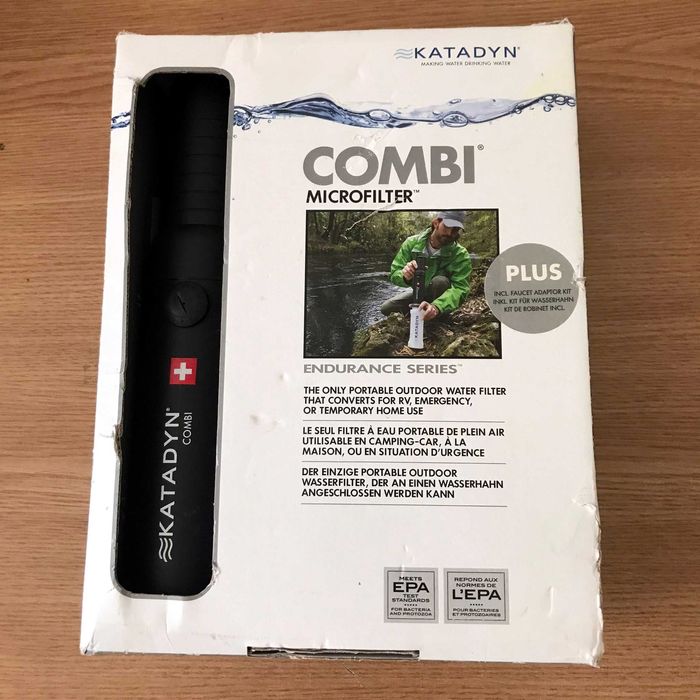 KATADYN®
MAKING WATER DRINKING WATER
COMBI®
MICROFILTER™
PLUS
INCL. FAUCET ADAPTOR KIT
INKL. KIT FÜR WASSERHAHN
KIT DE ROBINET INCL.
KATADYN
ENDURANCE SERIES™
THE ONLY PORTABLE OUTDOOR WATER FILTER
THAT CONVERTS FOR RV, EMERGENCY,
OR TEMPORARY HOME USE
LE SEUL FILTRE À EAU PORTABLE DE PLEIN AIR
UTILISABLE EN CAMPING-CAR, À LA
MAISON, OU EN SITUATION D'URGENCE
DER EINZIGE PORTABLE OUTDOOR
WASSERFILTER, DER AN EINEN WASSERHAHN
ANGESCHLOSSEN WERDEN KANN
KATADYN®
COMBI
MEETS
EPA
TEST
STANDARDS
FOR BACTERIA
AND PROTOZOA
REPOND AUX
NORMES DE
L'EPA
POUR BACTERIES
ET PROTOZOAIRES